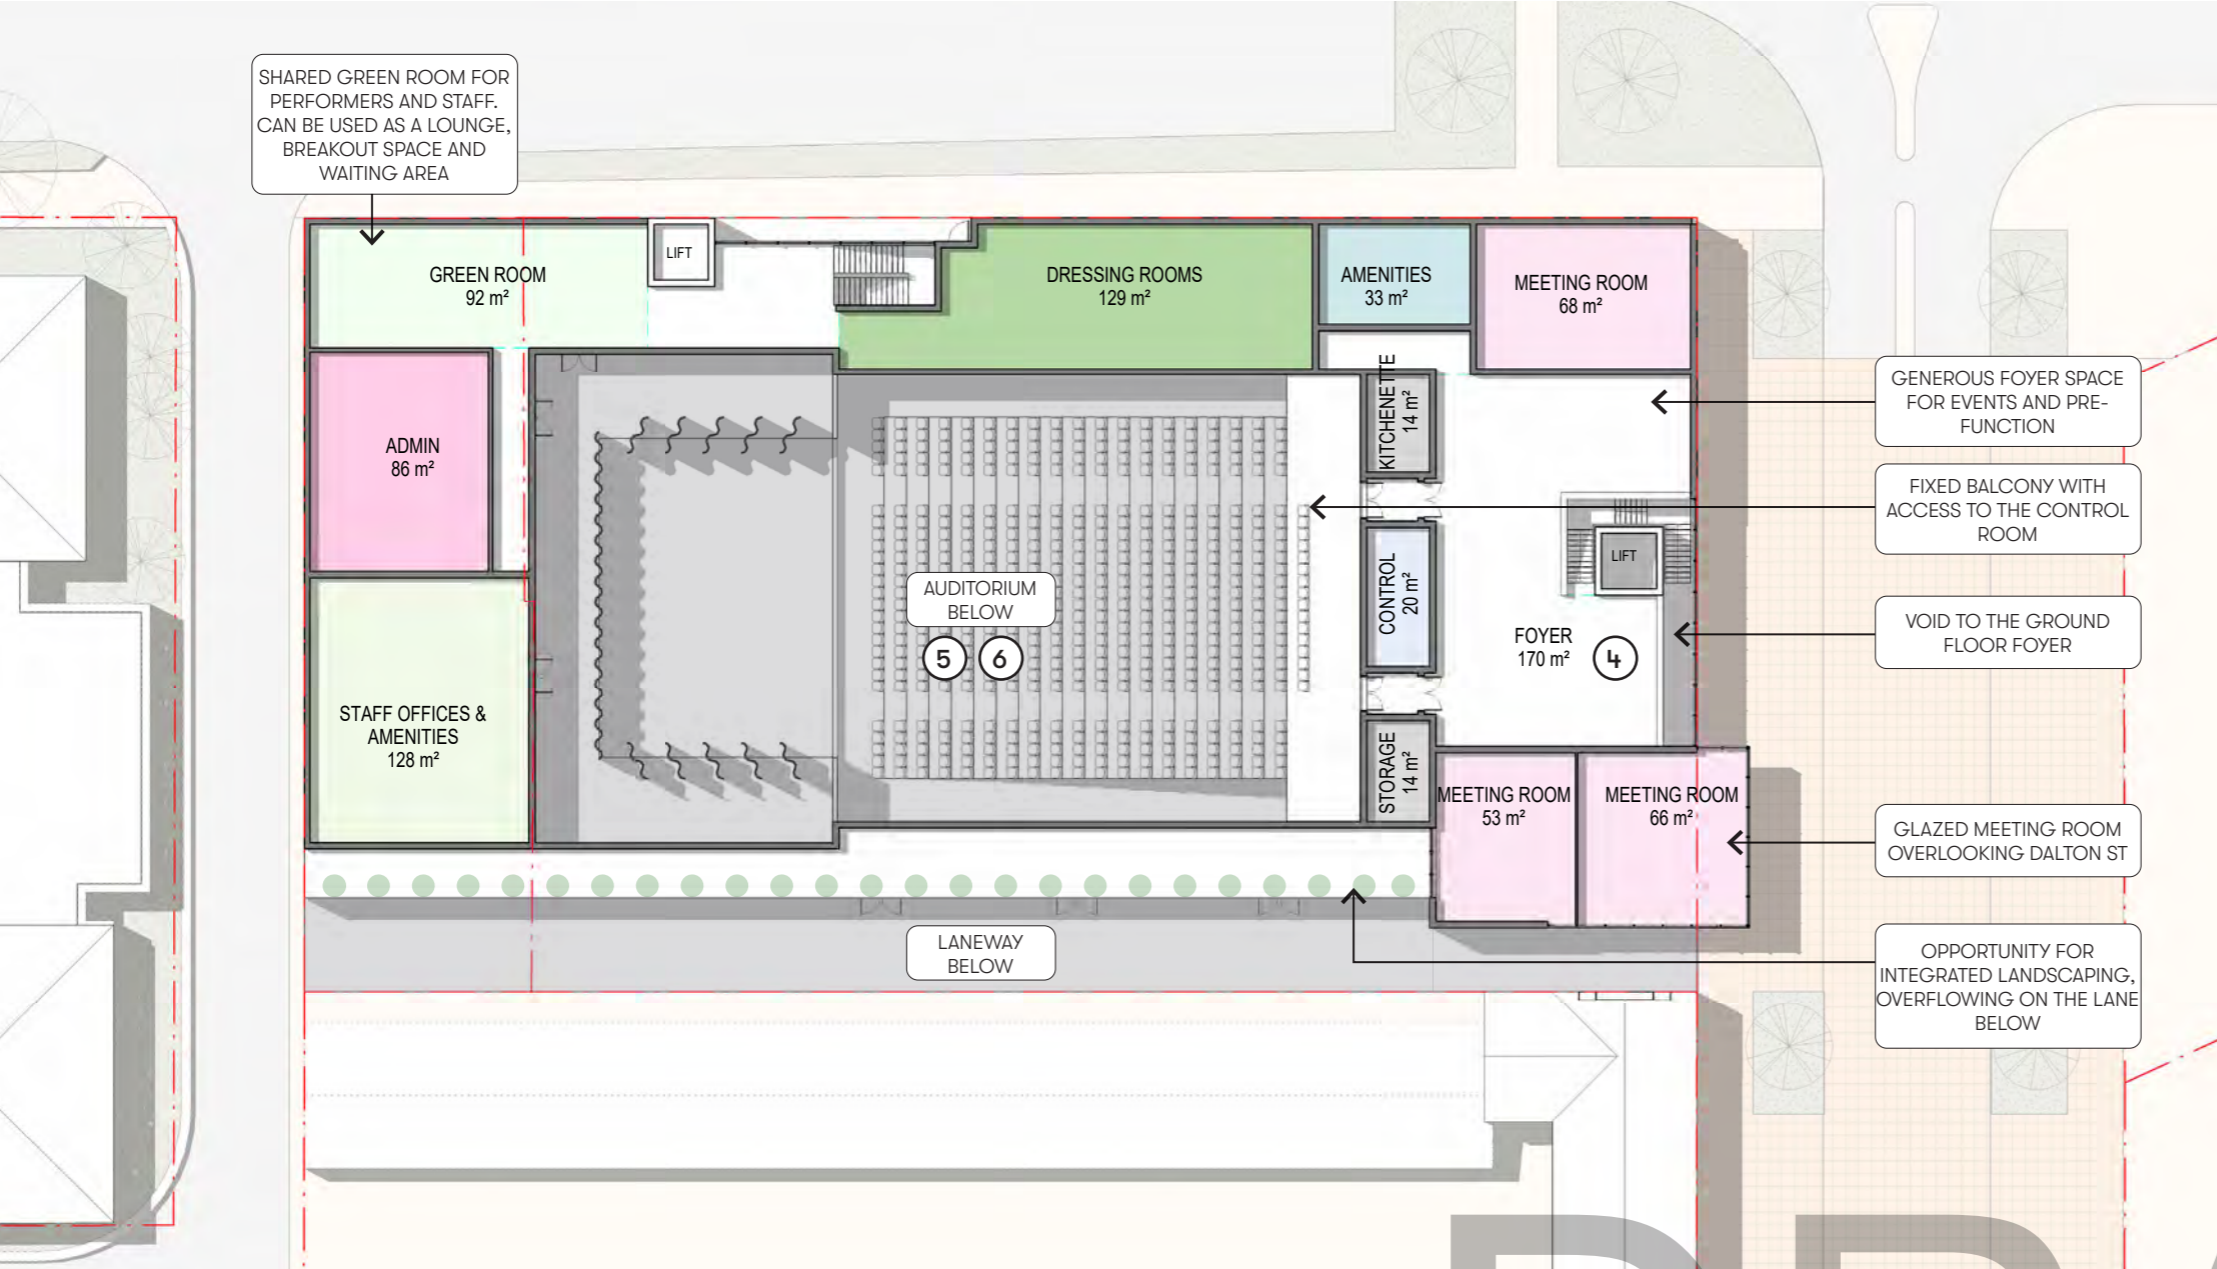 SHARED GREEN ROOM FOR
PERFORMERS AND STAFF.
CAN BE USED AS A LOUNGE,
BREAKOUT SPACE AND
WAITING AREA
GREEN ROOM
92 m²
LIFT
DRESSING ROOMS
129 m²
AMENITIES
33 m²
MEETING ROOM
68 m²
ADMIN
86 m²
KITCHENETTE
14 m²
GENEROUS FOYER SPACE
FOR EVENTS AND PRE-
FUNCTION
FIXED BALCONY WITH
ACCESS TO THE CONTROL
ROOM
LIFT
AUDITORIUM
BELOW
5
6
CONTROL
20 m²
FOYER
170 m²
4
VOID TO THE GROUND
FLOOR FOYER
STAFF OFFICES &
AMENITIES
128 m²
STORAGE
14 m²
MEETING ROOM
53 m²
MEETING ROOM
66 m²
GLAZED MEETING ROOM
OVERLOOKING DALTON ST
LANEWAY
BELOW
OPPORTUNITY FOR
INTEGRATED LANDSCAPING,
OVERFLOWING ON THE LANE
BELOW